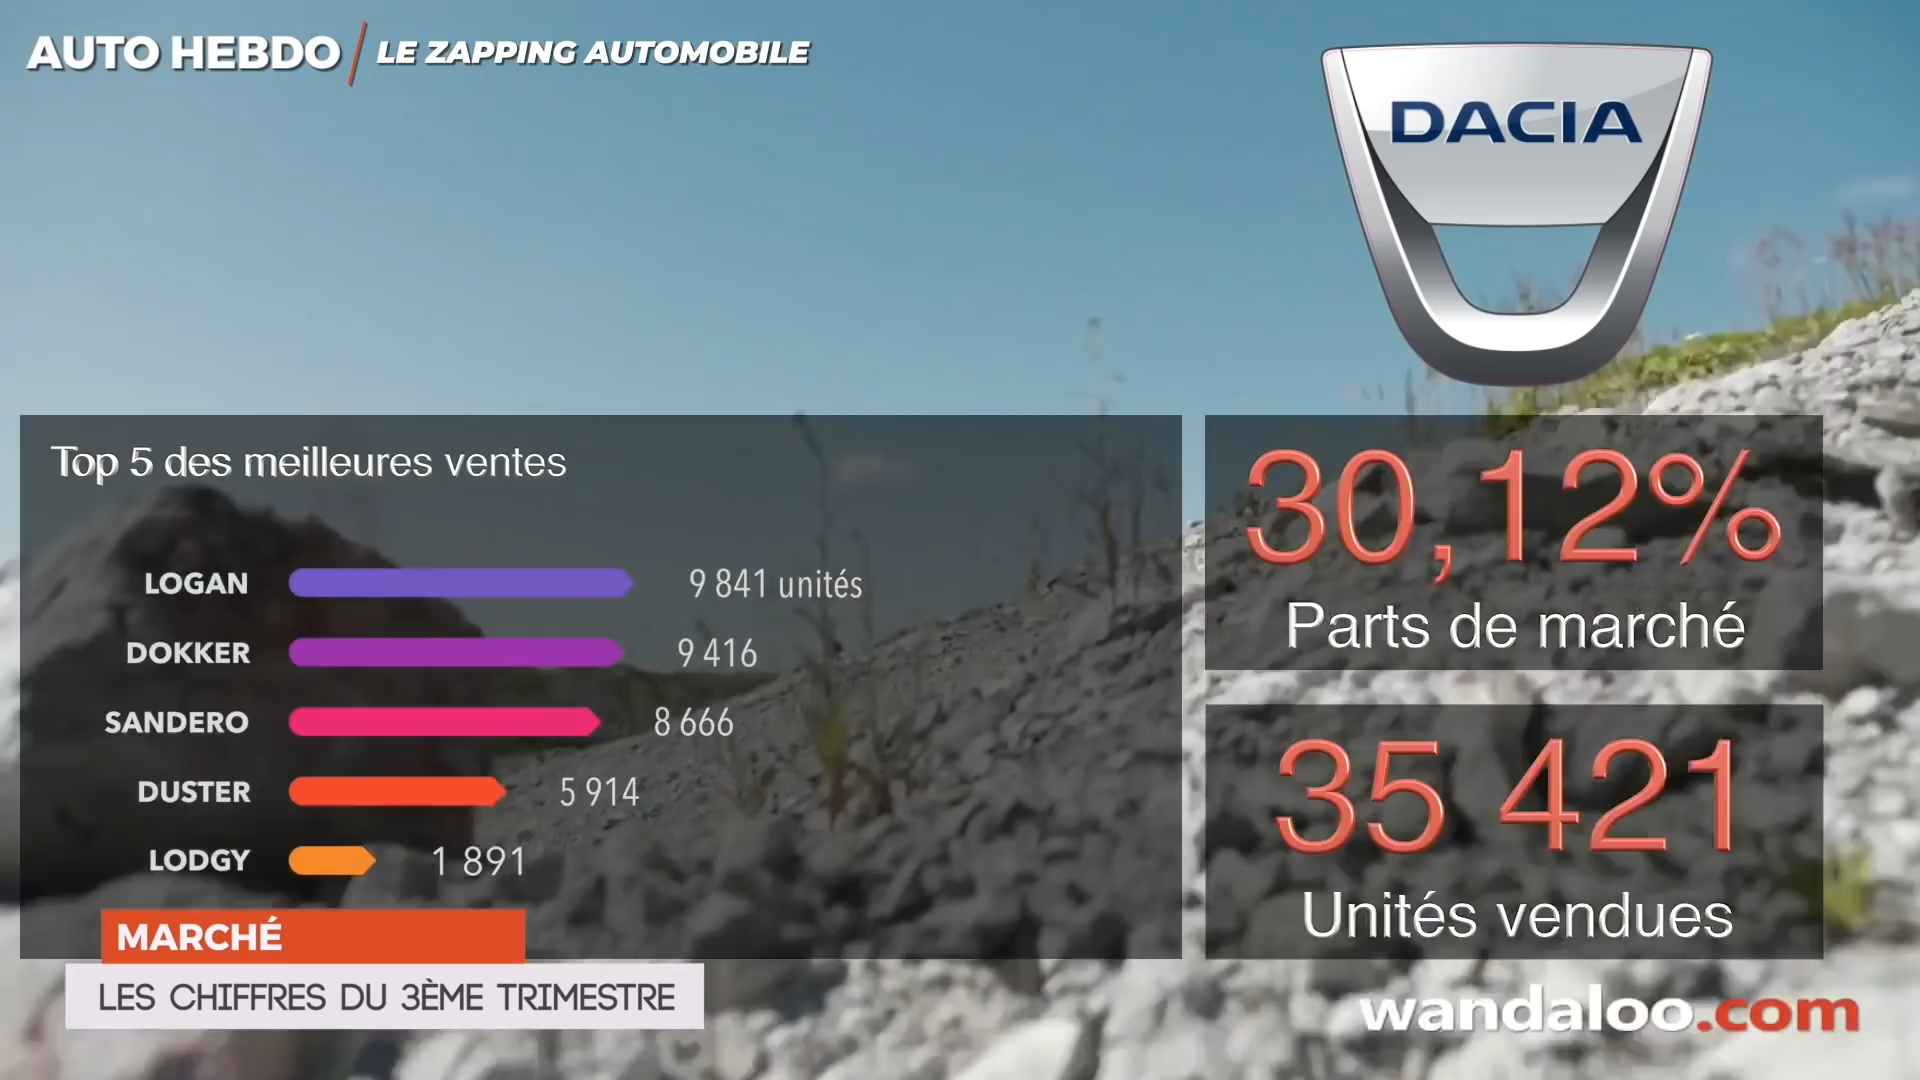 AUTO HEBDO / LE ZAPPING AUTOMOBILE
DACIA
Top 5 des meilleures ventes
LOGAN 9 841 unités
DOKKER 9 416
SANDERO 8 666
DUSTER 5 914
LODGY 1 891
30,12%
Parts de marché
35 421
Unités vendues
MARCHÉ
LES CHIFFRES DU 3ÈME TRIMESTRE
wandaloo.com